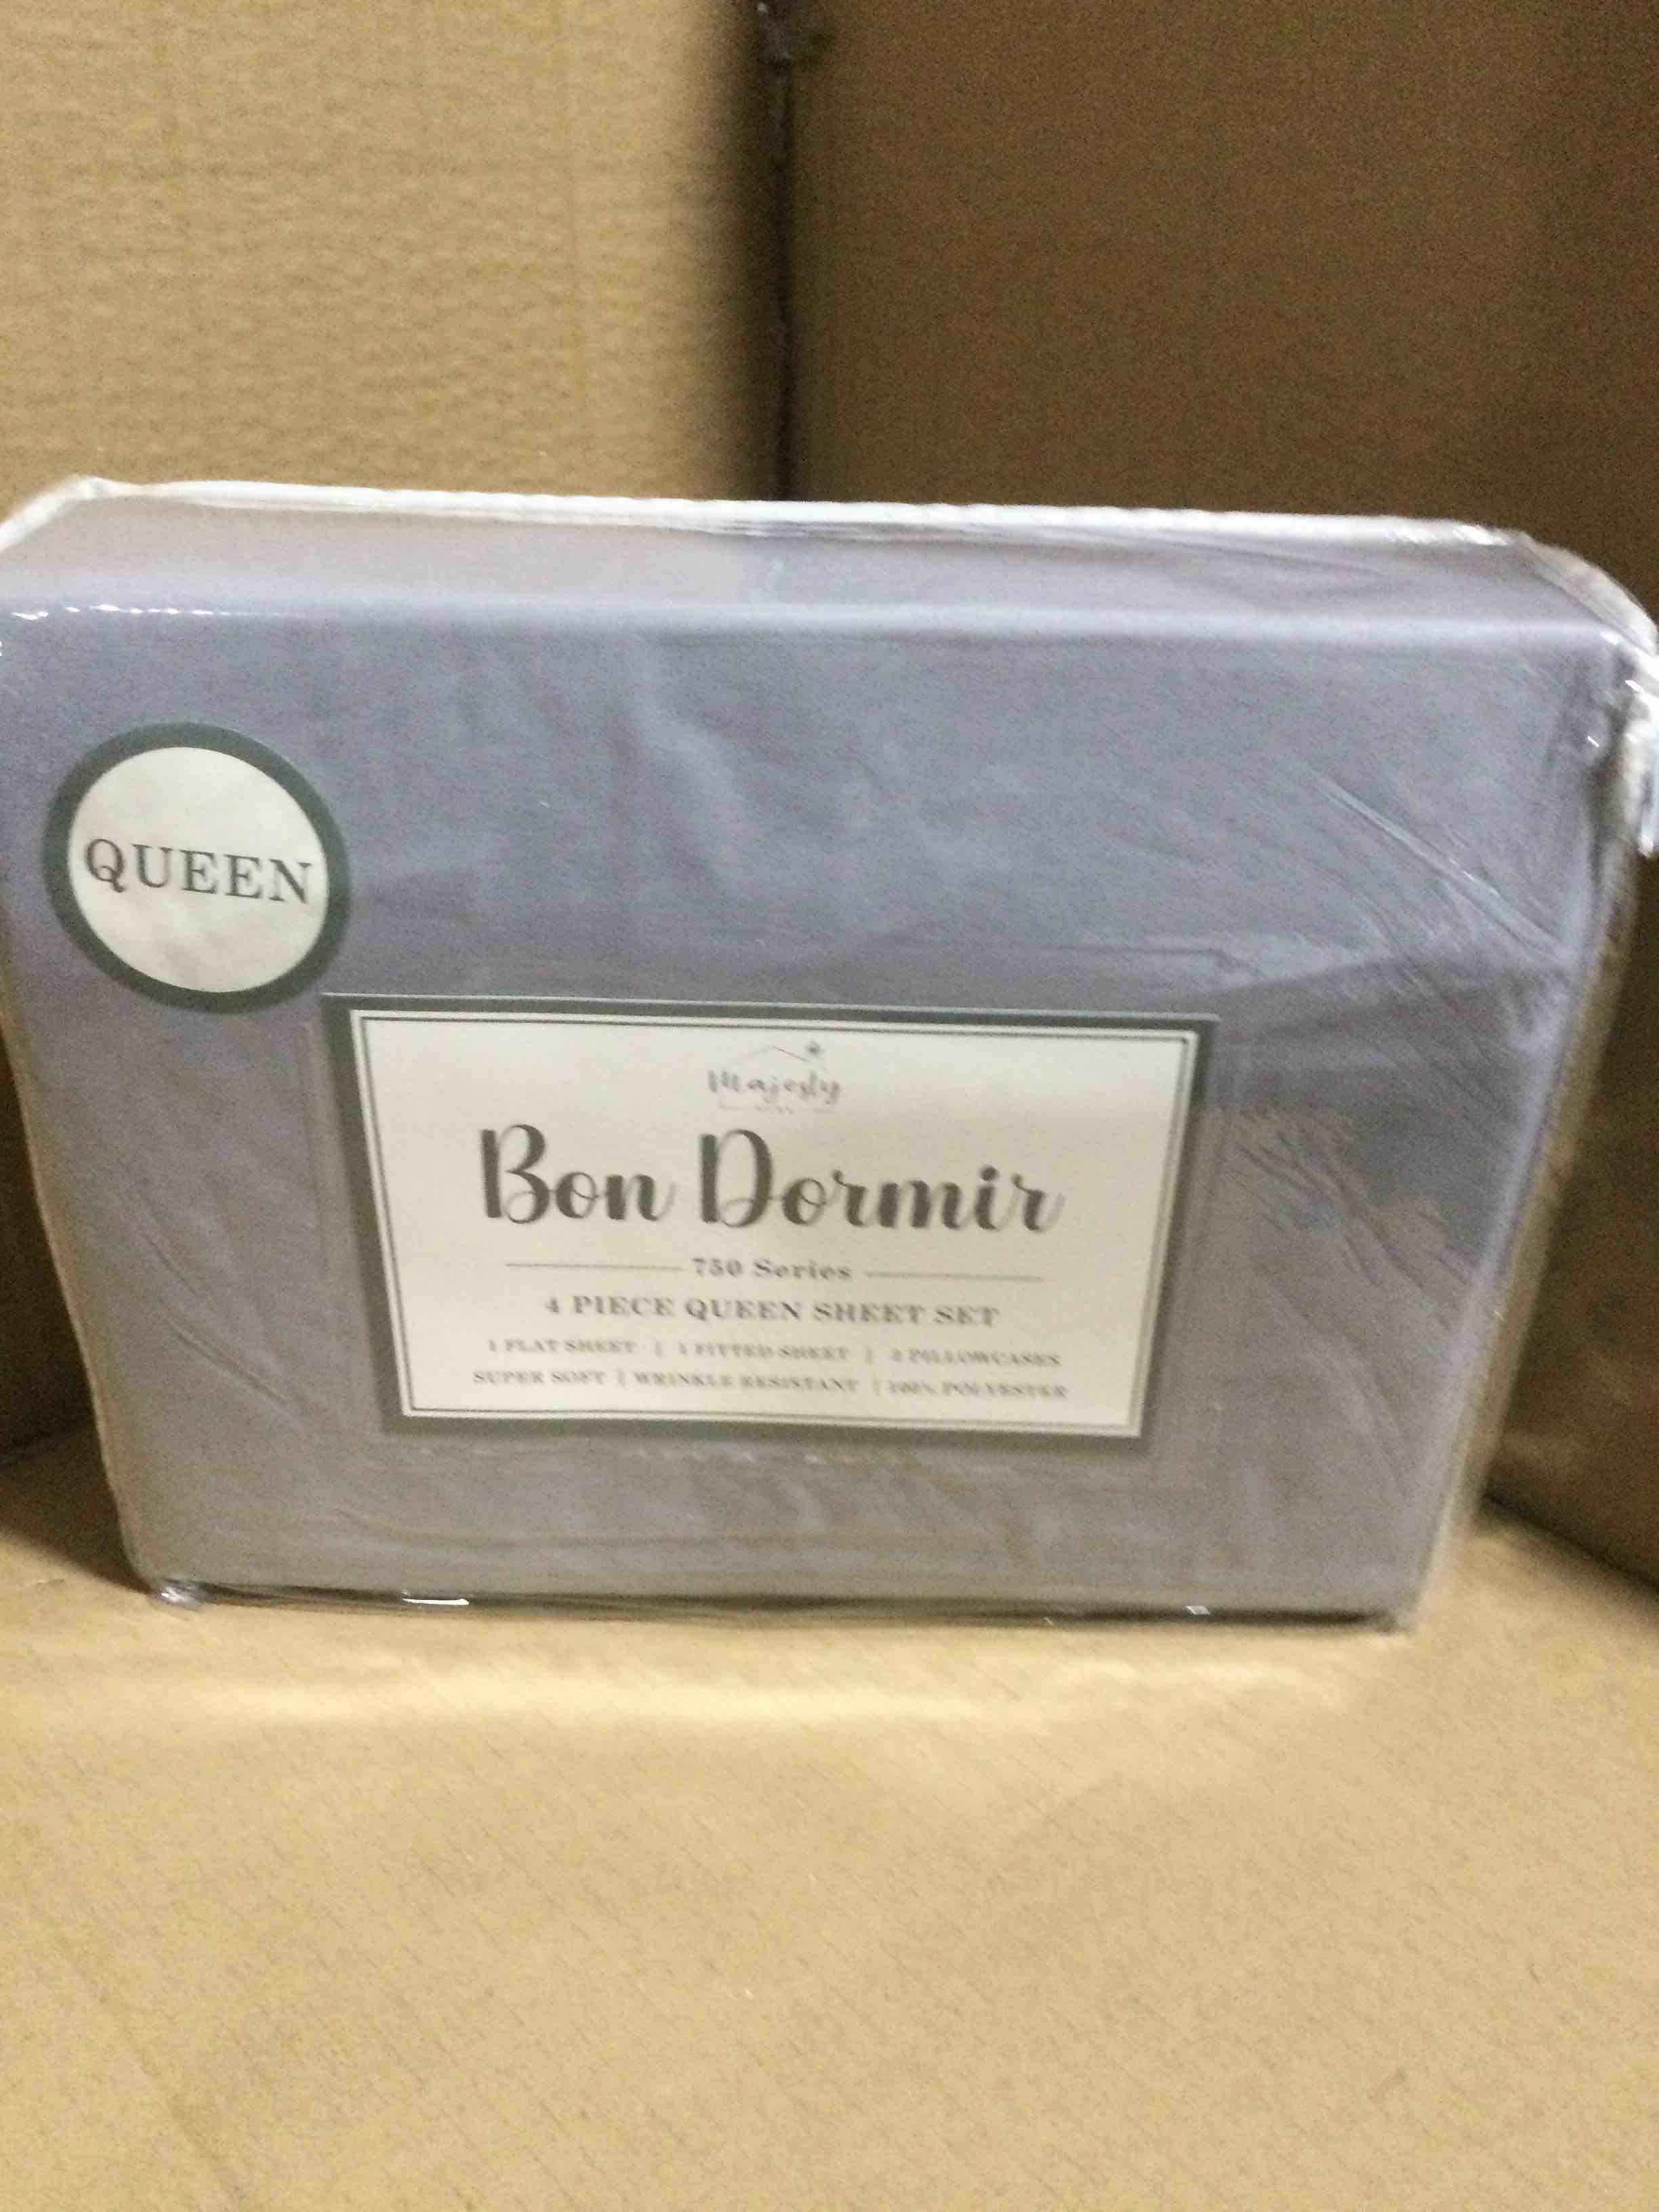 QUEEN
Majesty
Bon Dormir
750 Series
4 PIECE QUEEN SHEET SET
1 FLAT SHEET | 1 FITTED SHEET | 2 PILLOWCASES
SUPER SOFT | WRINKLE RESISTANT | 100% POLYESTER